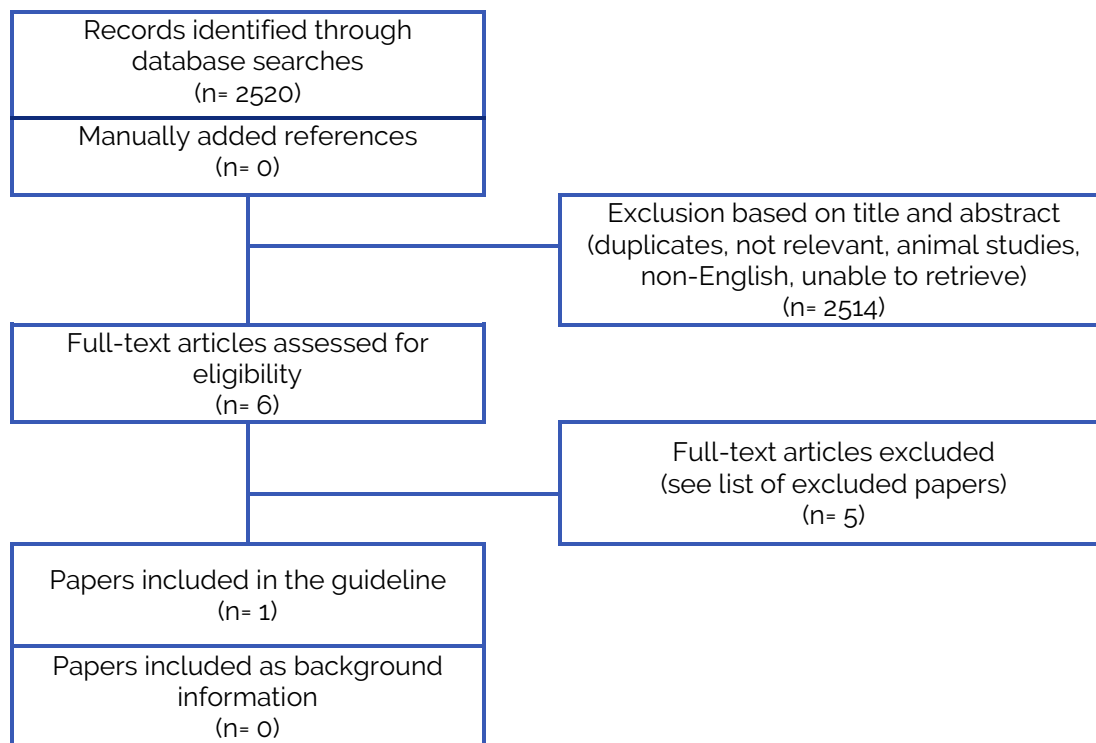 Records identified through
database searches
(n= 2520)
Manually added references
(n= 0)
Exclusion based on title and abstract
(duplicates, not relevant, animal studies,
non-English, unable to retrieve)
(n= 2514)
Full-text articles assessed for
eligibility
(n= 6)
Full-text articles excluded
(see list of excluded papers)
(n= 5)
Papers included in the guideline
(n= 1)
Papers included as background
information
(n= 0)